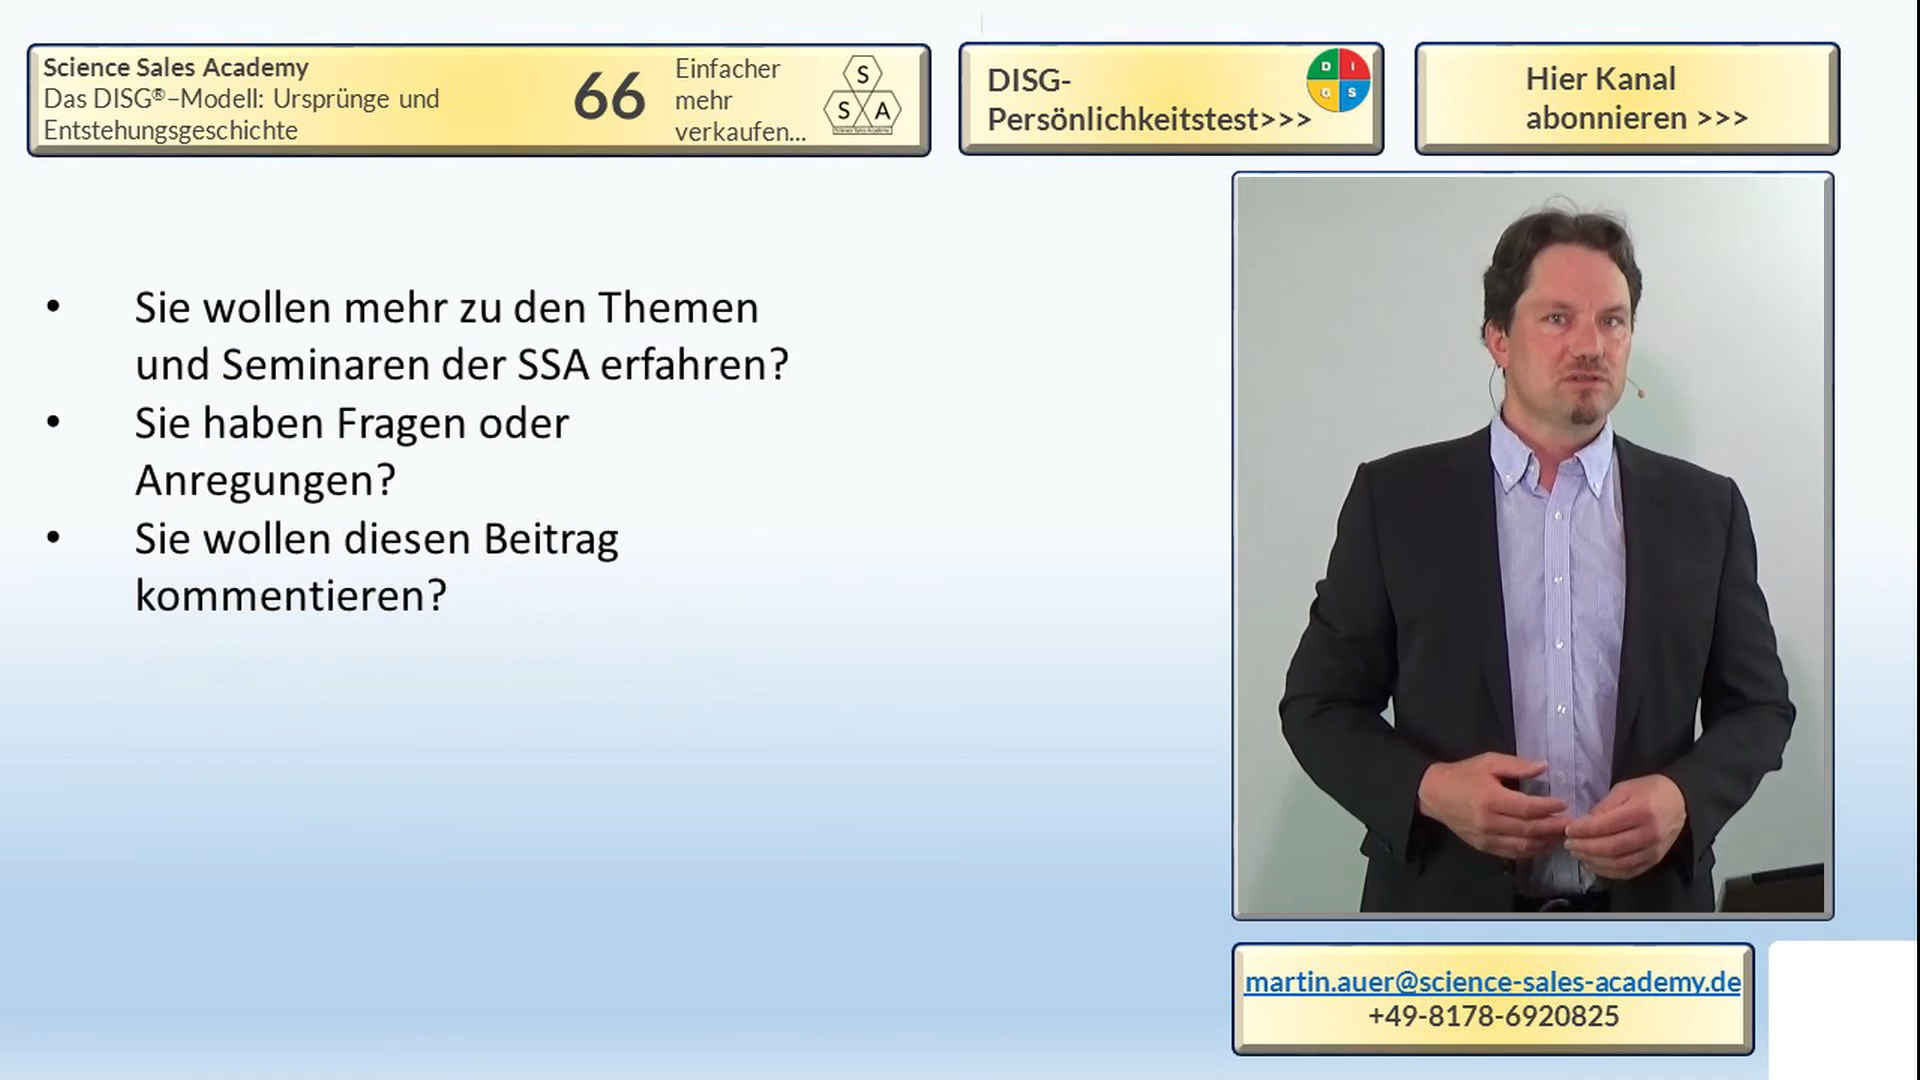 Science Sales Academy
Das DISG®–Modell: Ursprünge und
Entstehungsgeschichte
66
Einfacher
mehr
verkaufen...
S
S A
DISG-
Persönlichkeitstest>>>
D I
G S
Hier Kanal
abonnieren >>>
• Sie wollen mehr zu den Themen
und Seminaren der SSA erfahren?
• Sie haben Fragen oder
Anregungen?
• Sie wollen diesen Beitrag
kommentieren?
martin.auer@science-sales-academy.de
+49-8178-6920825